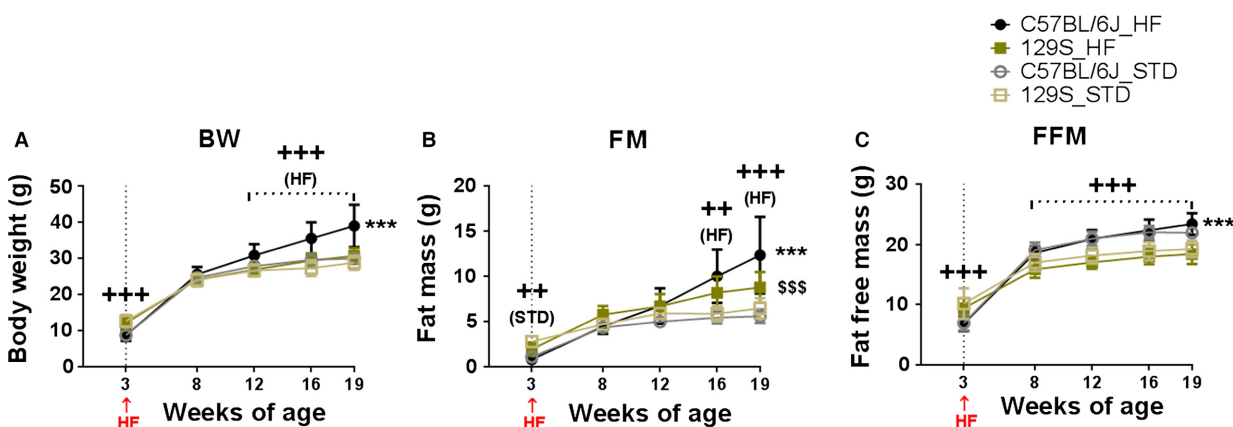 C57BL/6J_HF
129S_HF
C57BL/6J_STD
129S_STD
A
BW
+++
(HF)
+++
***
Body weight (g)
50
40
30
20
10
0
3
8
12
16
19
↑
HF
Weeks of age
B
FM
+++
(HF)
++
(HF)
++
(STD)
***
$$$
Fat mass (g)
20
15
10
5
0
3
8
12
16
19
↑
HF
Weeks of age
C
FFM
+++
+++
***
Fat free mass (g)
30
20
10
0
3
8
12
16
19
↑
HF
Weeks of age